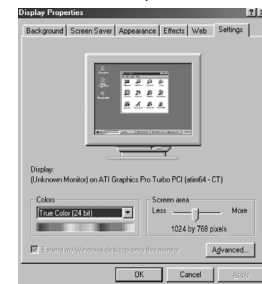 Display Properties
Background Screen Saver Appearance Effects Web Settings
Display:
(Unknown Monitor) on ATI Graphics Pro Turbo PCI (atim64 - CT)
Colors
True Color (24 bit)
Screen area
Less More
1024 by 768 pixels
Extend my Windows desktop onto this monitor.
Advanced...
OK Cancel Apply